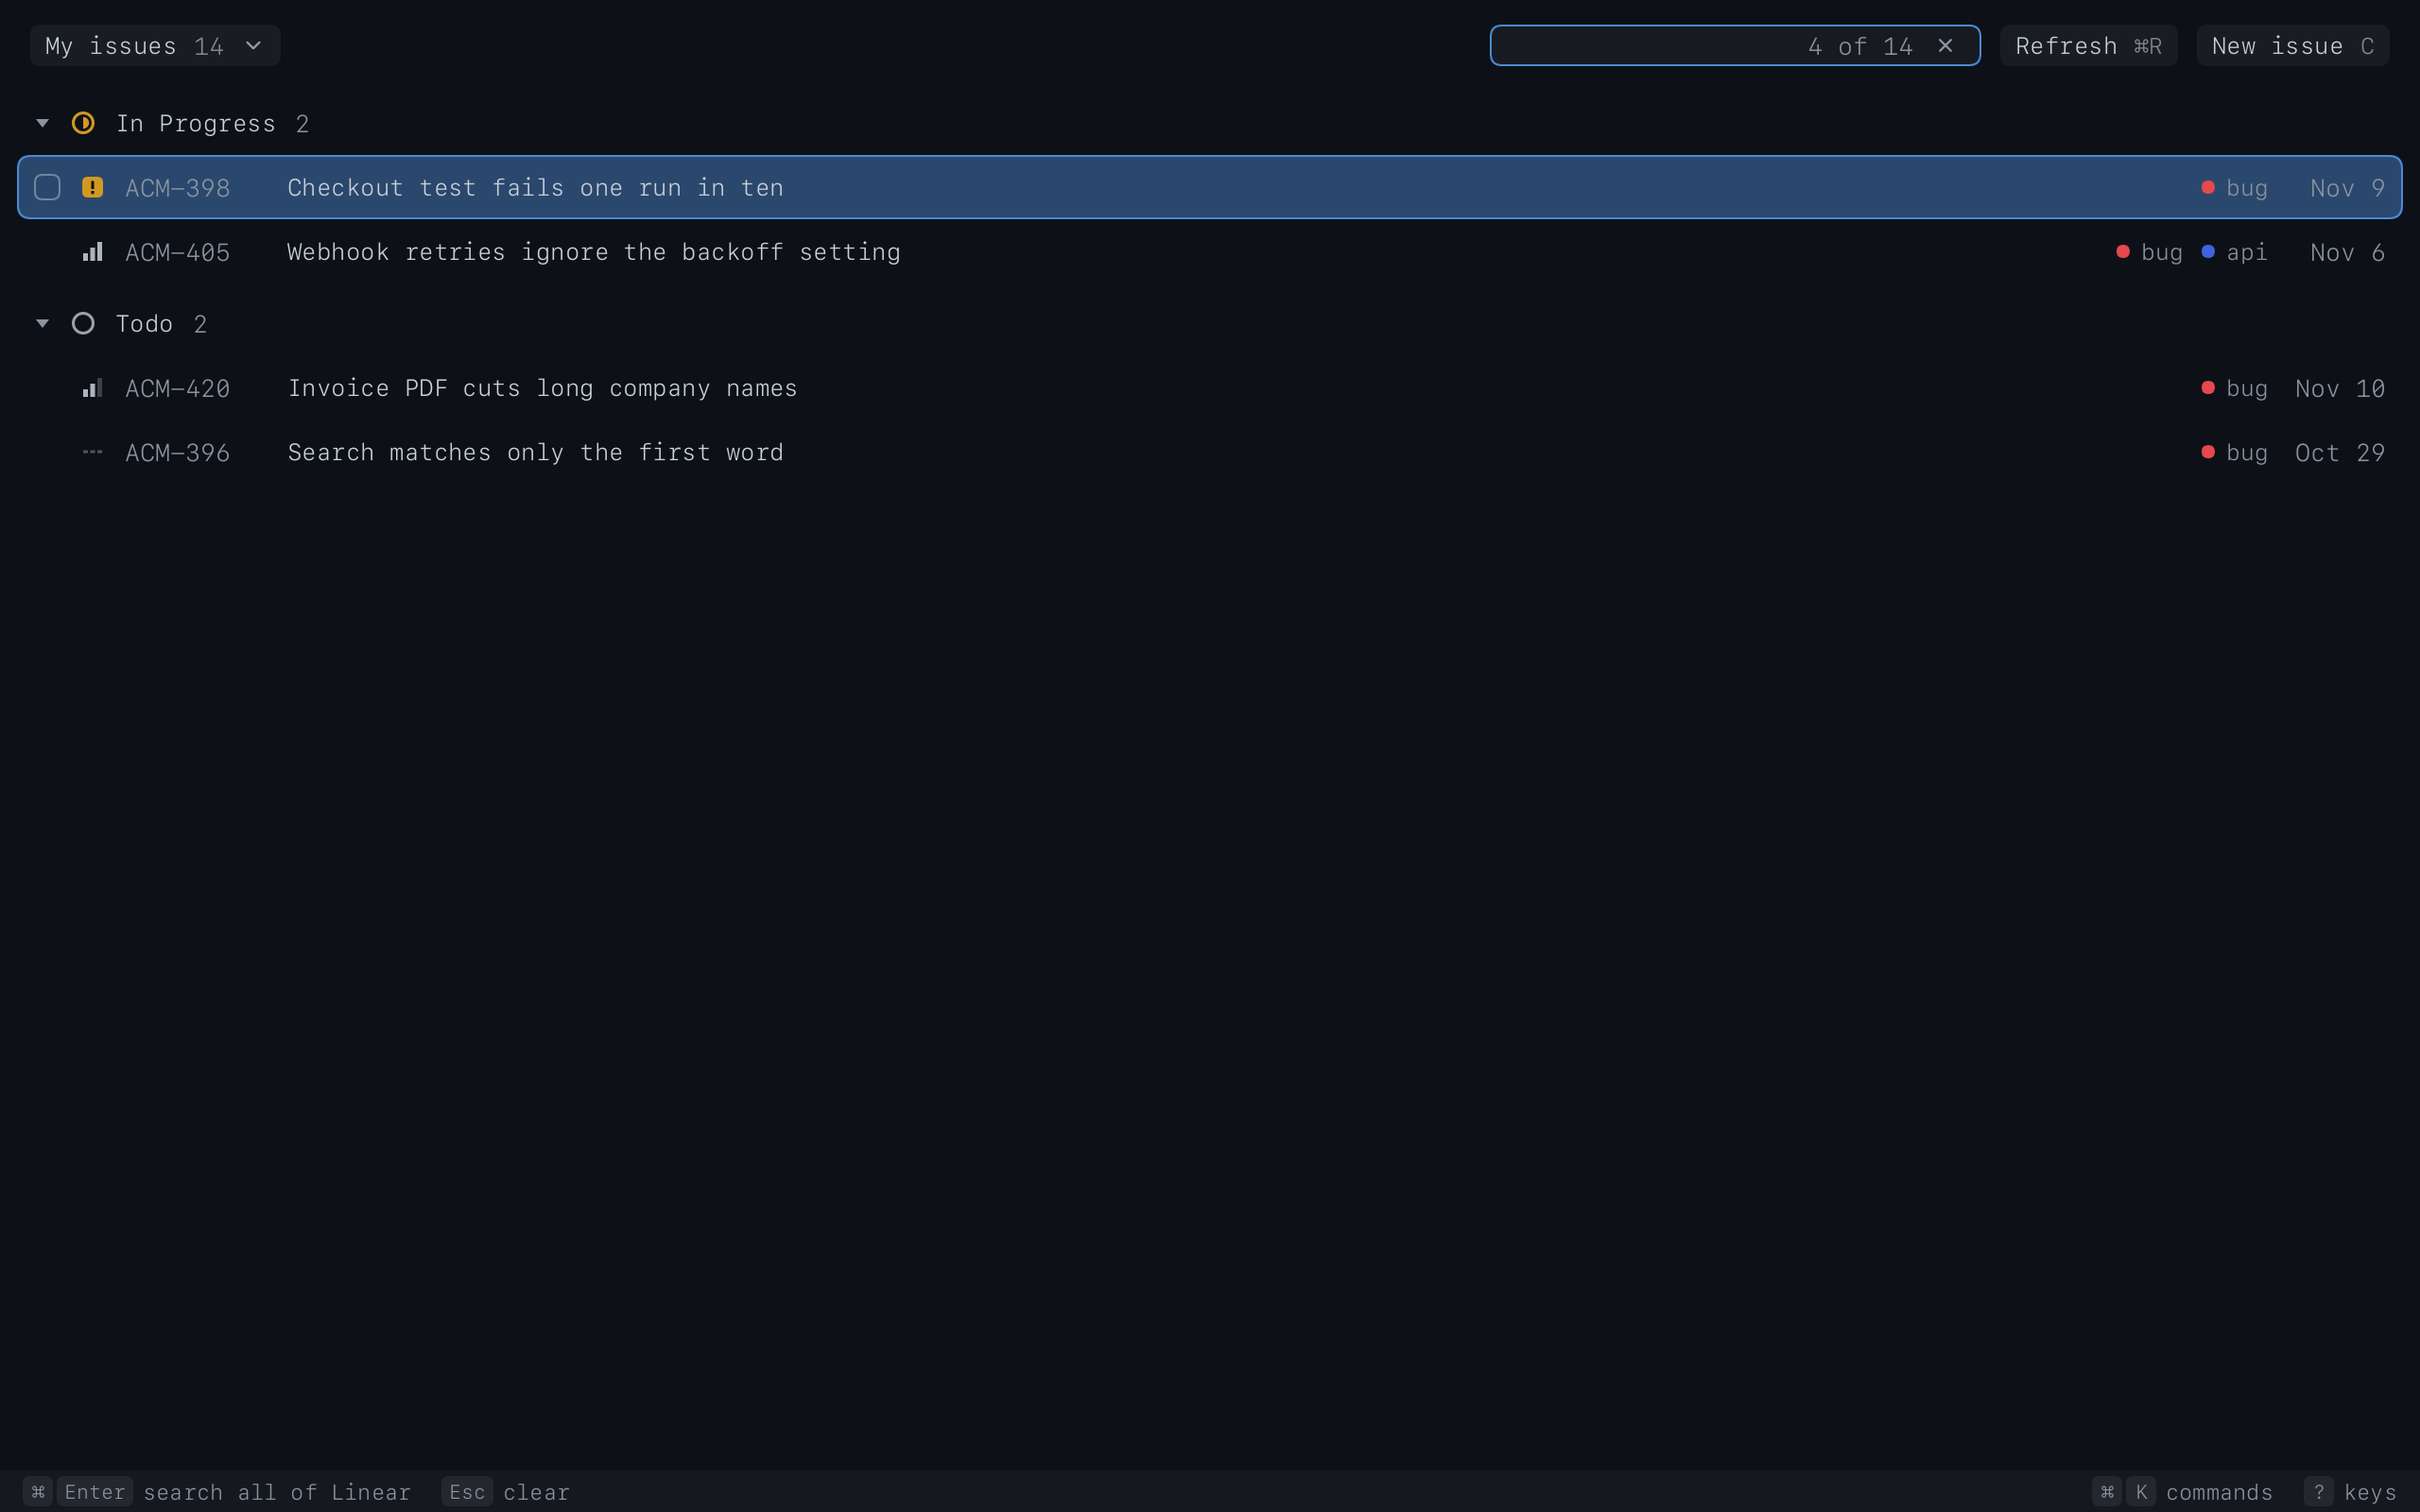 My issues 14
4 of 14 ✕ Refresh ⌘R New issue C
In Progress 2
ACM-398 Checkout test fails one run in ten bug Nov 9
ACM-405 Webhook retries ignore the backoff setting bug api Nov 6
Todo 2
ACM-420 Invoice PDF cuts long company names bug Nov 10
ACM-396 Search matches only the first word bug Oct 29
⌘ Enter search all of Linear Esc clear
⌘ K commands ? keys